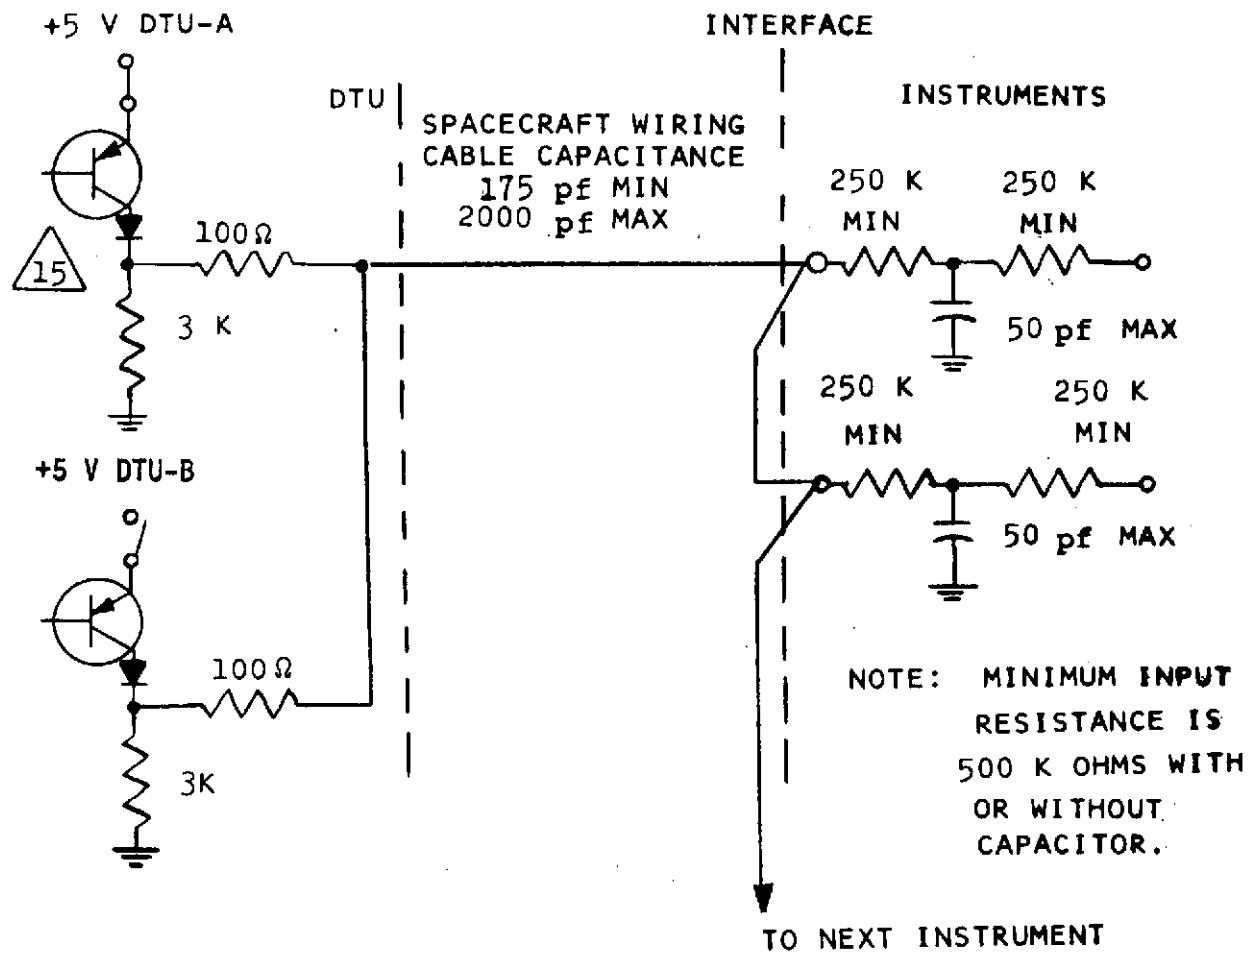 +5 V DTU-A
INTERFACE
DTU
INSTRUMENTS
SPACECRAFT WIRING
CABLE CAPACITANCE
175 pf MIN
2000 pf MAX
250 K
MIN
250 K
MIN
100Ω
15
3 K
50 pf MAX
250 K
MIN
250 K
MIN
+5 V DTU-B
50 pf MAX
100Ω
3K
NOTE: MINIMUM INPUT
RESISTANCE IS
500 K OHMS WITH
OR WITHOUT
CAPACITOR.
TO NEXT INSTRUMENT